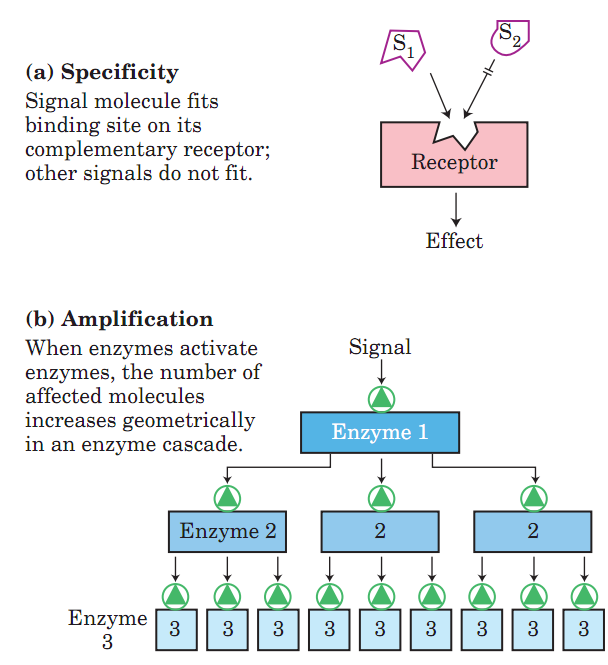 S1
S2
(a) Specificity
Signal molecule fits
binding site on its
complementary receptor;
other signals do not fit.
Receptor
Effect
(b) Amplification
When enzymes activate
enzymes, the number of
affected molecules
increases geometrically
in an enzyme cascade.
Signal
Enzyme 1
Enzyme 2 2 2
Enzyme
3
3 3 3 3 3 3 3 3 3